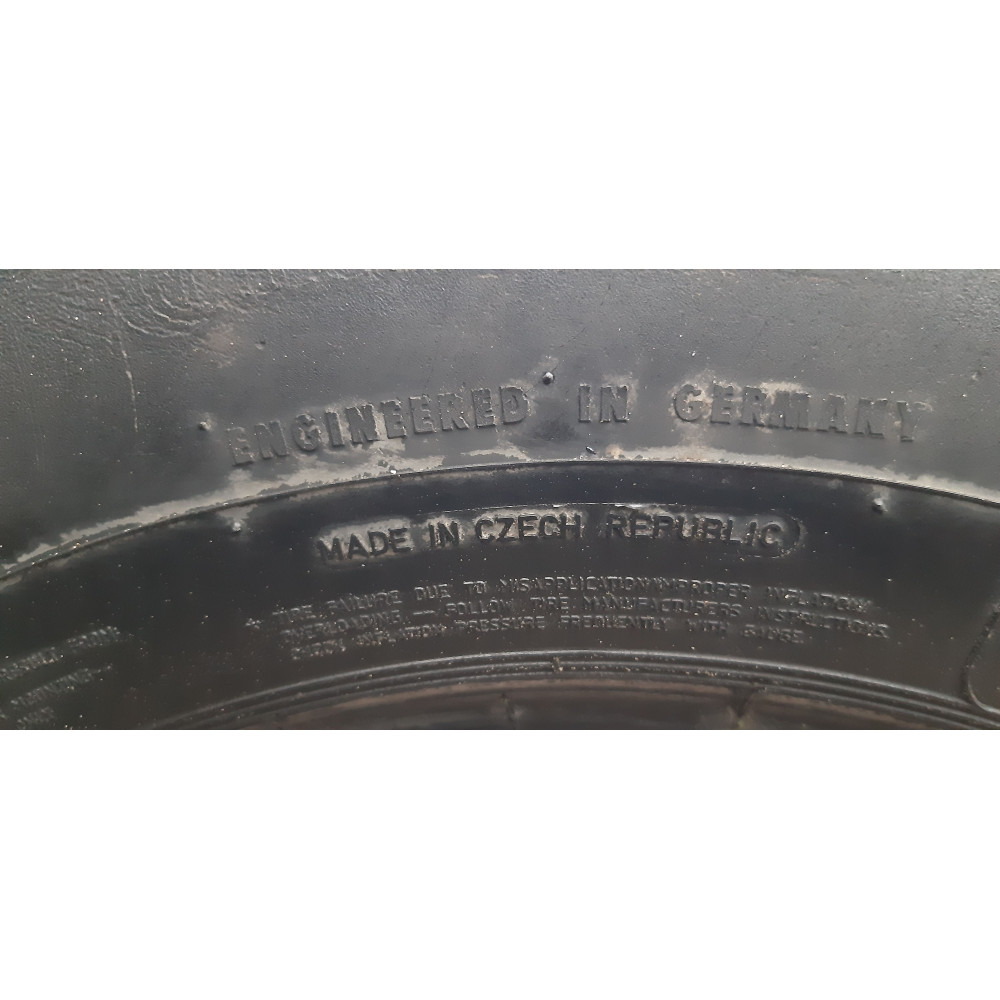 ENGINEERED IN GERMANY
MADE IN CZECH REPUBLIC
TIRE FAILURE DUE TO MISAPPLICATION IMPROPER INFLATION
OVERLOADING — FOLLOW TIRE MANUFACTURERS INSTRUCTIONS
CHECK INFLATION PRESSURE FREQUENTLY WITH GAUGE